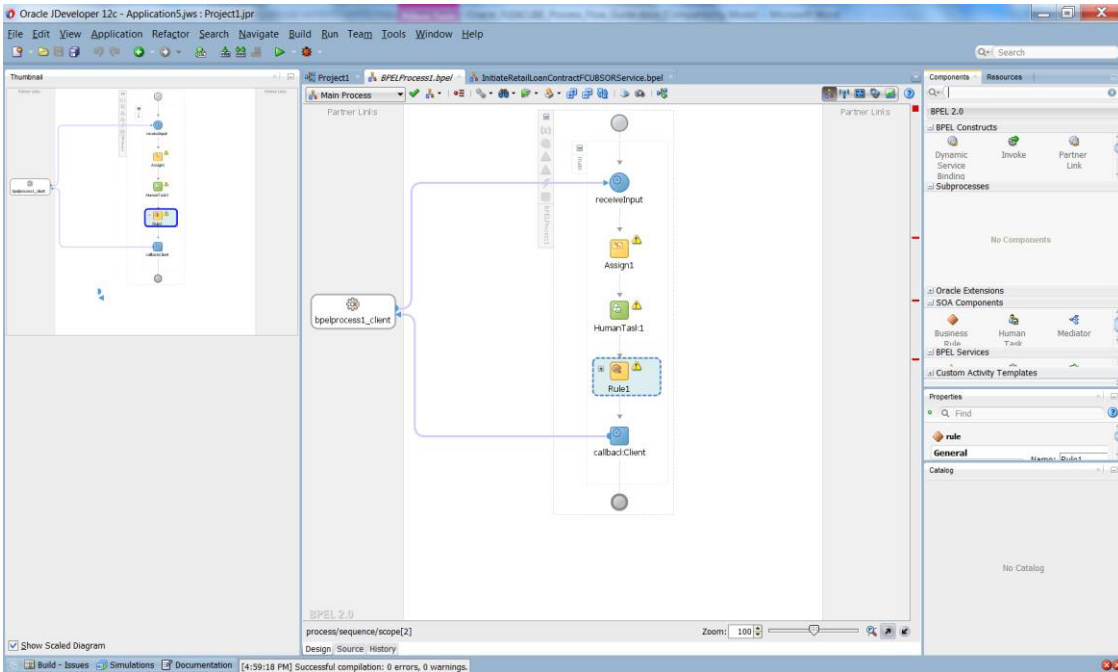 Oracle JDeveloper 12c - Application5.jws : Project1.jpr
File Edit View Application Refactor Search Navigate Build Run Team Tools Window Help
Search
Thumbnail
Project1
BPELProcess1.bpel
InitiateRetailLoanContractFCUBSORService.bpel
Main Process
Partner Links
Partner Links
main
BPELProcess1
receiveInput
Assign1
HumanTask1
Rule1
callbackClient
bpelprocess1_client
BPEL 2.0
process/sequence/scope[2]
Zoom: 100
Design Source History
Components Resources
BPEL 2.0
BPEL Constructs
Dynamic Service Binding
Invoke
Partner Link
Subprocesses
No Components
Oracle Extensions
SOA Components
Business Rule
Human Task
Mediator
BPEL Services
Custom Activity Templates
Properties
Find
rule
General
Name: Rule1
Catalog
No Catalog
Show Scaled Diagram
Build - Issues Simulations Documentation [4:59:18 PM] Successful compilation: 0 errors, 0 warnings.